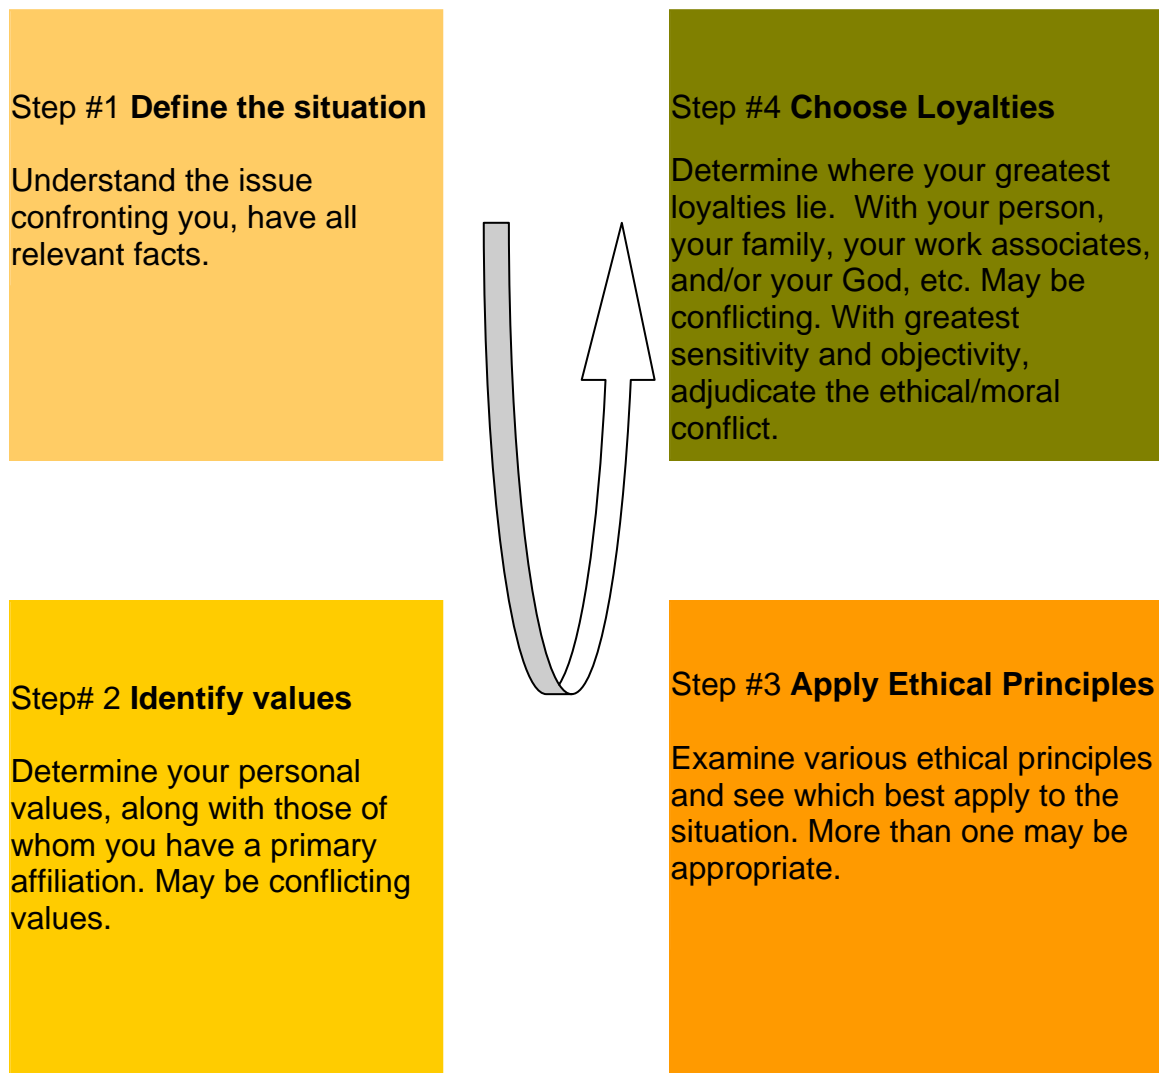 Step #1 Define the situation
Understand the issue
confronting you, have all
relevant facts.
Step# 2 Identify values
Determine your personal
values, along with those of
whom you have a primary
affiliation. May be conflicting
values.
Step #3 Apply Ethical Principles
Examine various ethical principles
and see which best apply to the
situation. More than one may be
appropriate.
Step #4 Choose Loyalties
Determine where your greatest
loyalties lie.  With your person,
your family, your work associates,
and/or your God, etc. May be
conflicting. With greatest
sensitivity and objectivity,
adjudicate the ethical/moral
conflict.